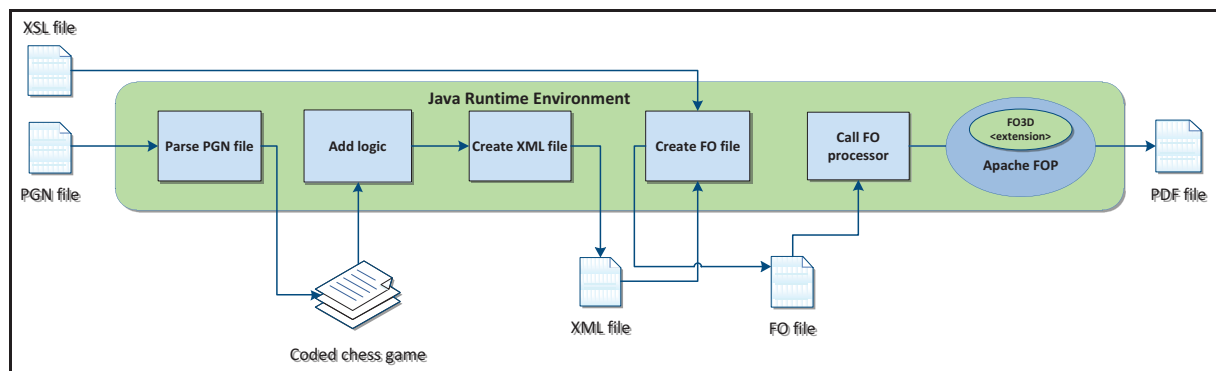 XSL file
Java Runtime Environment
PGN file
Parse PGN file
Add logic
Create XML file
Create FO file
Call FO
processor
FO3D
<extension>
Apache FOP
PDF file
Coded chess game
XML file
FO file